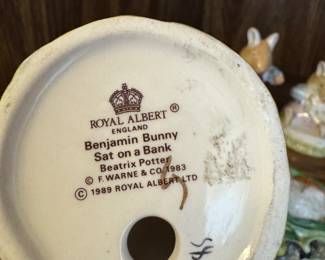 ROYAL ALBERT ®
ENGLAND
Benjamin Bunny
Sat on a Bank
Beatrix Potter
© F. WARNE & CO. 1983
© 1989 ROYAL ALBERT LTD